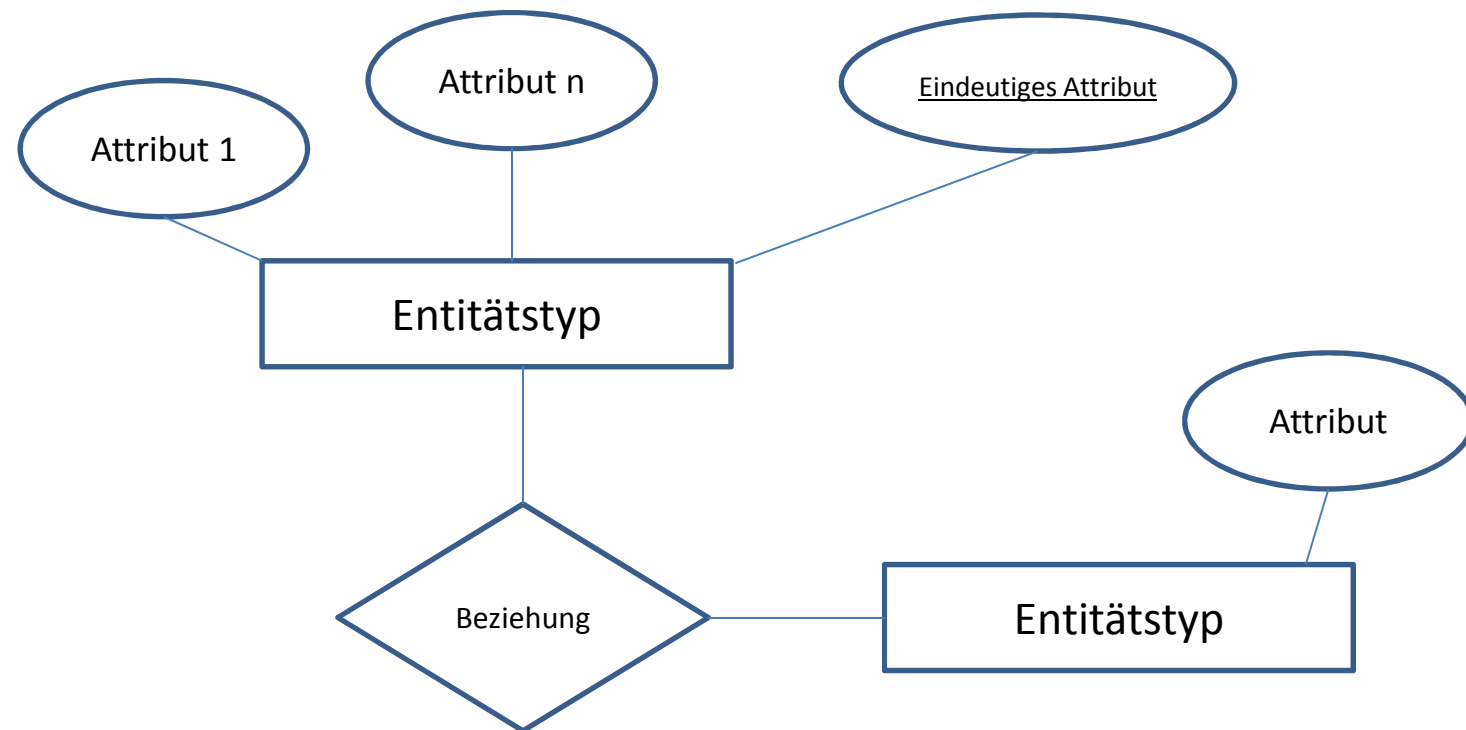 Attribut n
Eindeutiges Attribut
Attribut 1
Entitätstyp
Attribut
Beziehung
Entitätstyp